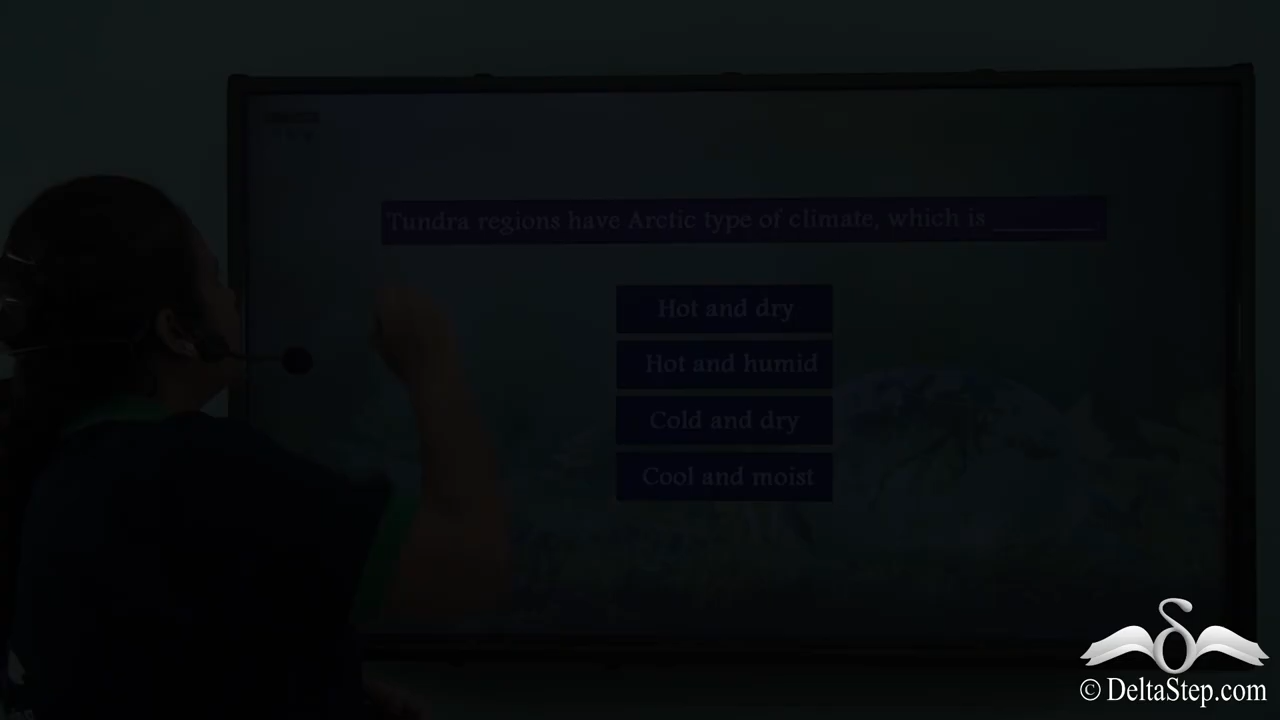 Tundra regions have Arctic type of climate, which is ________
Hot and dry
Hot and humid
Cold and dry
Cool and moist
© DeltaStep.com